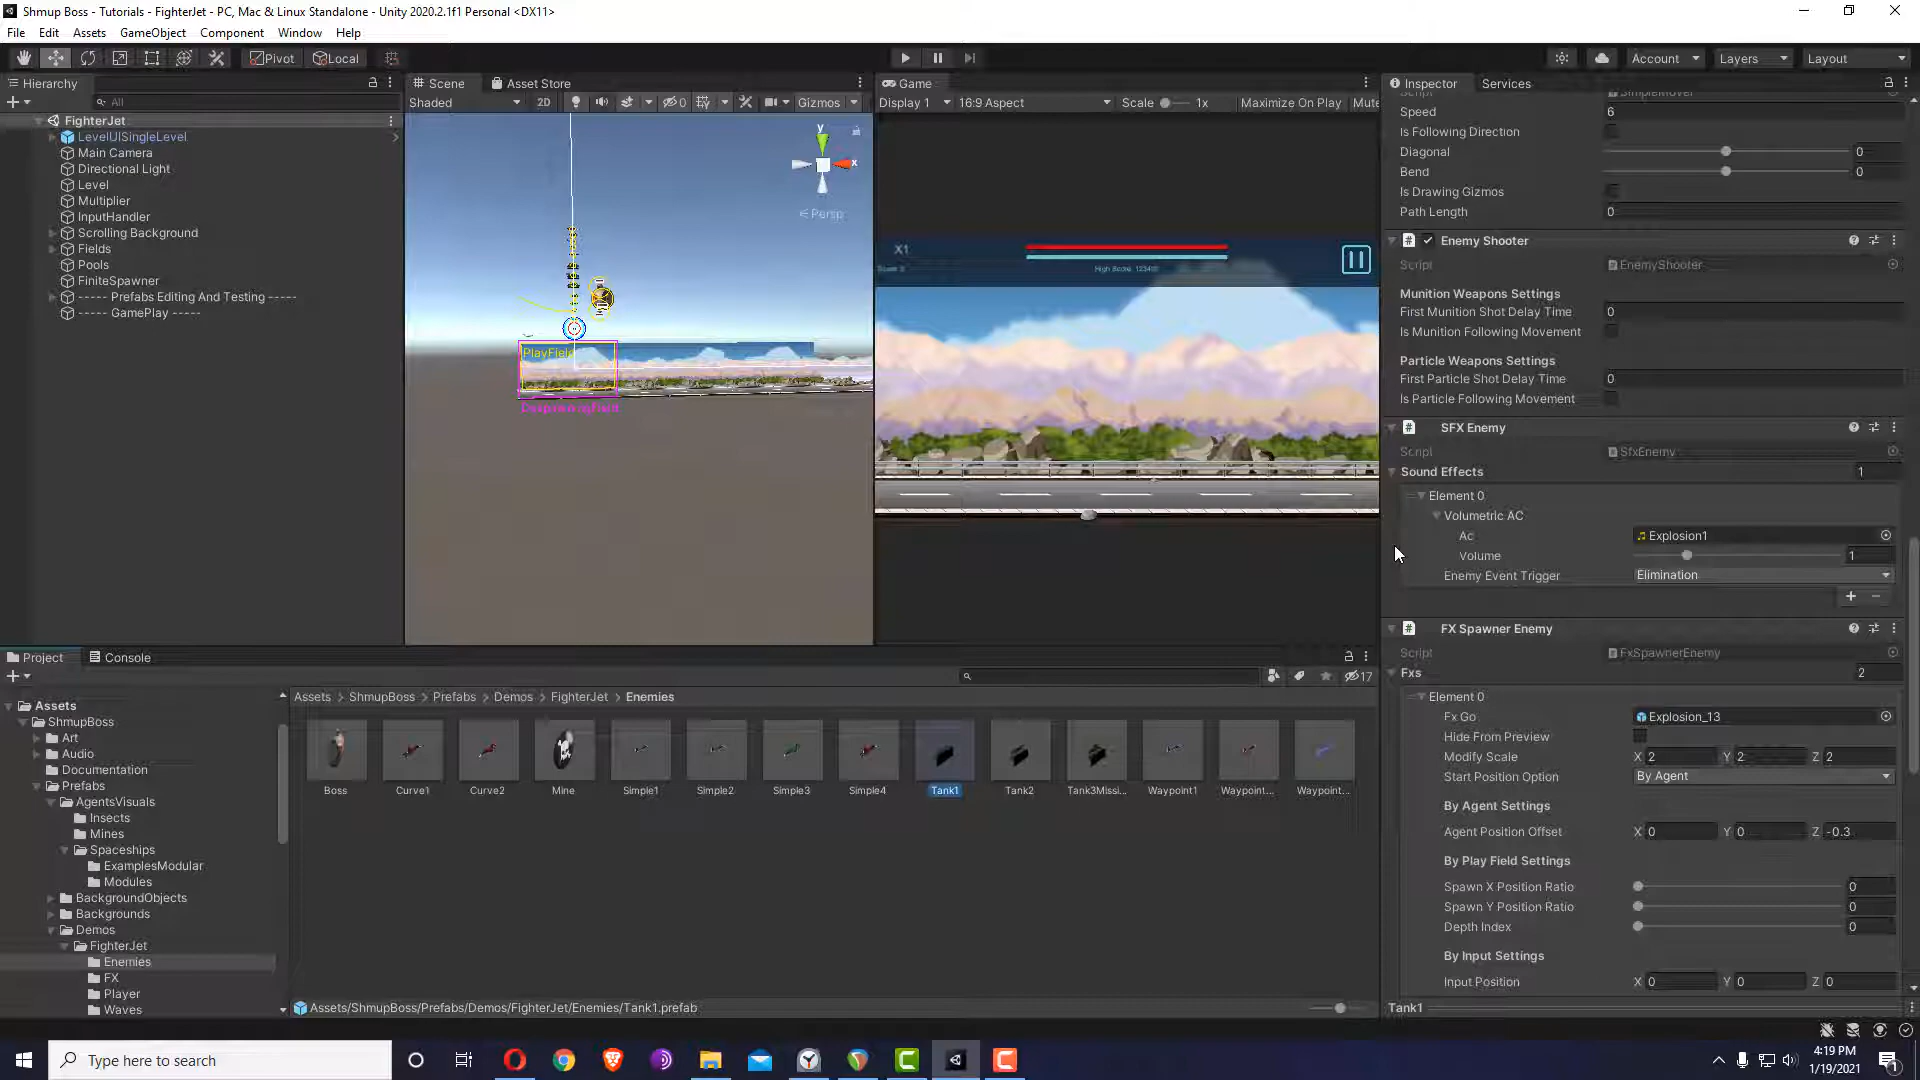 Shmup Boss - Tutorials - FighterJet - PC, Mac & Linux Standalone - Unity 2020.2.1f1 Personal <DX11>
File Edit Assets GameObject Component Window Help
Pivot Local Account Layers Layout
Hierarchy
All
FighterJet
LevelUISingleLevel
Main Camera
Directional Light
Level
Multiplier
InputHandler
Scrolling Background
Fields
Pools
FiniteSpawner
----- Prefabs Editing And Testing -----
----- GamePlay -----
Scene Asset Store
Shaded 2D 0 Gizmos
y
x
Persp
PlayField
DespawningField
Game
Display 1 16:9 Aspect Scale 1x Maximize On Play Mute
X1
High Score: 123400
Inspector Services
SimpleMover
Speed 6
Is Following Direction
Diagonal 0
Bend 0
Is Drawing Gizmos
Path Length 0
Enemy Shooter
Script EnemyShooter
Munition Weapons Settings
First Munition Shot Delay Time 0
Is Munition Following Movement
Particle Weapons Settings
First Particle Shot Delay Time 0
Is Particle Following Movement
SFX Enemy
Script SfxEnemy
Sound Effects 1
Element 0
Volumetric AC
Ac Explosion1
Volume 1
Enemy Event Trigger Elimination
FX Spawner Enemy
Script FxSpawnerEnemy
Fxs 2
Element 0
Fx Go Explosion_13
Hide From Preview
Modify Scale X 2 Y 2 Z 2
Start Position Option By Agent
By Agent Settings
Agent Position Offset X 0 Y 0 Z -0.3
By Play Field Settings
Spawn X Position Ratio 0
Spawn Y Position Ratio 0
Depth Index 0
By Input Settings
Input Position X 0 Y 0 Z 0
Tank1
Project Console
17
Assets
ShmupBoss
Art
Audio
Documentation
Prefabs
AgentsVisuals
Insects
Mines
Spaceships
ExamplesModular
Modules
BackgroundObjects
Backgrounds
Demos
FighterJet
Enemies
FX
Player
Waves
Assets > ShmupBoss > Prefabs > Demos > FighterJet > Enemies
Boss Curve1 Curve2 Mine Simple1 Simple2 Simple3 Simple4 Tank1 Tank2 Tank3Missi... Waypoint1 Waypoint... Waypoint...
Assets/ShmupBoss/Prefabs/Demos/FighterJet/Enemies/Tank1.prefab
Type here to search
4:19 PM
1/19/2021
1